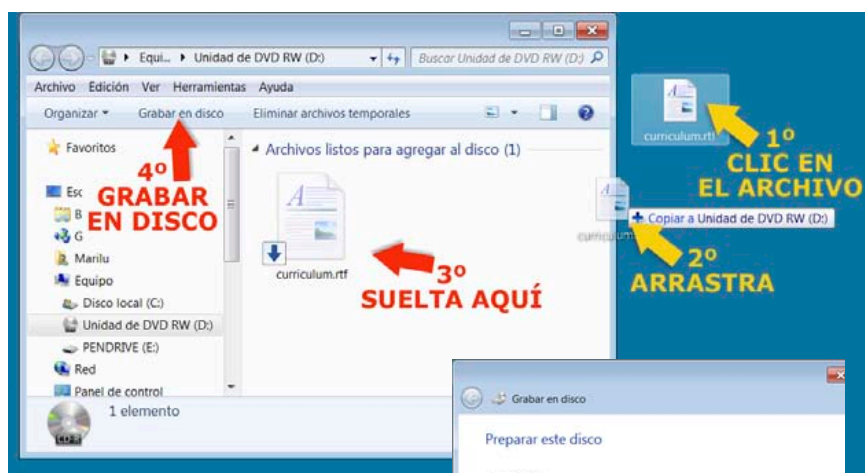 Equi... Unidad de DVD RW (D:)
Buscar Unidad de DVD RW (D:)
Archivo Edición Ver Herramientas Ayuda
Organizar Grabar en disco Eliminar archivos temporales
Favoritos
Esc
B
G
Marilu
Equipo
Disco local (C:)
Unidad de DVD RW (D:)
PENDRIVE (E:)
Red
Panel de control
Archivos listos para agregar al disco (1)
curriculum.rtf
4º
GRABAR
EN DISCO
3º
SUELTA AQUÍ
1 elemento
CD-R
curriculum.rtf
1º
CLIC EN
EL ARCHIVO
Copiar a Unidad de DVD RW (D:)
curriculum
2º
ARRASTRA
Grabar en disco
Preparar este disco